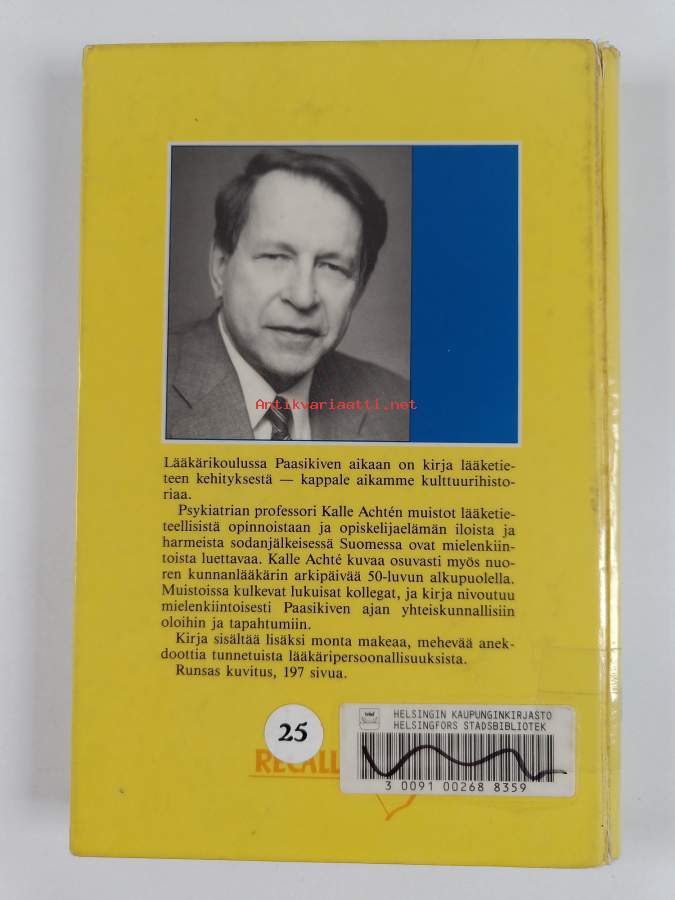 Antikvariaatti.net
Lääkärikoulussa Paasikiven aikaan on kirja lääketie-
teen kehityksestä — kappale aikamme kulttuurihisto-
riaa.
Psykiatrian professori Kalle Achtén muistot lääketie-
teellisistä opinnoistaan ja opiskelijaelämän iloista ja
harmeista sodanjälkeisessä Suomessa ovat mielenkiin-
toista luettavaa. Kalle Achté kuvaa osuvasti myös nuo-
ren kunnanlääkärin arkipäivää 50-luvun alkupuolella.
Muistoissa kulkevat lukuisat kollegat, ja kirja nivoutuu
mielenkiintoisesti Paasikiven ajan yhteiskunnallisiin
oloihin ja tapahtumiin.
Kirja sisältää lisäksi monta makeaa, mehevää anek-
doottia tunnetuista lääkäripersoonallisuuksista.
Runsas kuvitus, 197 sivua.
25
RECALL
HELSINGIN KAUPUNGINKIRJASTO
HELSINGFORS STADSBIBLIOTEK
3 0091 00268 8359